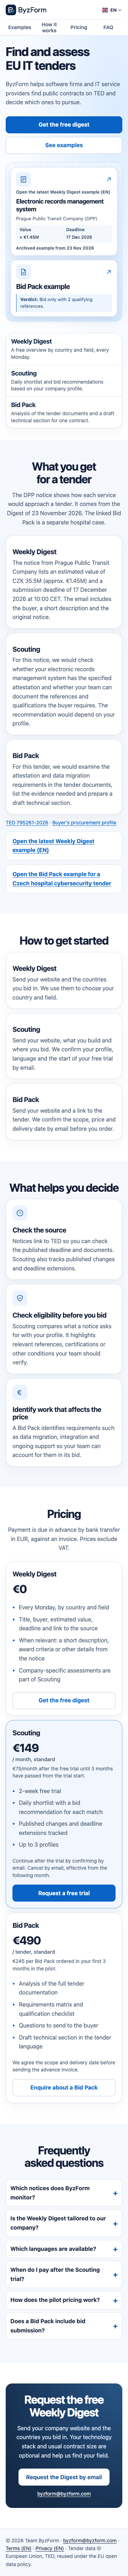 ByzForm
EN
Examples
How it works
Pricing
FAQ
Find and assess
EU IT tenders
ByzForm helps software firms and IT service
providers find public contracts on TED and
decide which ones to pursue.
Get the free digest
See examples
Open the latest Weekly Digest example (EN)
Electronic records management
system
Prague Public Transport Company (DPP)
Value
≈ €1.45M
Deadline
17 Dec 2026
Archived example from 23 Nov 2026
Bid Pack example
Verdict: Bid only with 2 qualifying
references.
Weekly Digest
A free overview by country and field, every
Monday.
Scouting
Daily shortlist and bid recommendations
based on your company profile.
Bid Pack
Analysis of the tender documents and a draft
technical section for one contract.
What you get
for a tender
The DPP notice shows how each service
would approach a tender. It comes from the
Digest of 23 November 2026. The linked Bid
Pack is a separate hospital case.
Weekly Digest
The notice from Prague Public Transport
Company lists an estimated value of
CZK 35.5M (approx. €1.45M) and a
submission deadline of 17 December
2026 at 10:00 CET. The email includes
the buyer, a short description and the
original notice.
Scouting
For this notice, we would check
whether your electronic records
management system has the specified
attestation and whether your team can
document the references and
qualifications the buyer requires. The
recommendation would depend on your
profile.
Bid Pack
For this tender, we would examine the
attestation and data migration
requirements in the tender documents,
list the evidence needed and prepare a
draft technical section.
TED 795261-2026 · Buyer's procurement profile
Open the latest Weekly Digest
example (EN)
Open the Bid Pack example for a
Czech hospital cybersecurity tender
How to get started
Weekly Digest
Send your website and the countries
you bid in. We use them to choose your
country and field.
Scouting
Send your website, what you build and
where you bid. We confirm your profile,
language and the start of your free trial
by email.
Bid Pack
Send your website and a link to the
tender. We confirm the scope, price and
delivery date by email before you order.
What helps you decide
Check the source
Notices link to TED so you can check
the published deadline and documents.
Scouting also tracks published changes
and deadline extensions.
Check eligibility before you bid
Scouting compares what a notice asks
for with your profile. It highlights
relevant references, certifications or
other conditions your team should
verify.
€
Identify work that affects the
price
A Bid Pack identifies requirements such
as data migration, integration and
ongoing support so your team can
account for them in its bid.
Pricing
Payment is due in advance by bank transfer
in EUR, against an invoice. Prices exclude
VAT.
Weekly Digest
€0
Every Monday, by country and field
Title, buyer, estimated value,
deadline and link to the source
When relevant: a short description,
award criteria or other details from
the notice
Company-specific assessments are
part of Scouting
Get the free digest
Scouting
€149
/ month, standard
€75/month after the free trial until 3 months
have passed from the trial start.
2-week free trial
Daily shortlist with a bid
recommendation for each match
Published changes and deadline
extensions tracked
Up to 3 profiles
Continue after the trial by confirming by
email. Cancel by email, effective from the
following month.
Request a free trial
Bid Pack
€490
/ tender, standard
€245 per Bid Pack ordered in your first 3
months in the pilot.
Analysis of the full tender
documentation
Requirements matrix and
qualification checklist
Questions to send to the buyer
Draft technical section in the tender
language
We agree the scope and delivery date before
sending the advance invoice.
Enquire about a Bid Pack
Frequently
asked questions
Which notices does ByzForm
monitor?
+
Is the Weekly Digest tailored to our
company?
+
Which languages are available?
+
When do I pay after the Scouting
trial?
+
How does the pilot pricing work?
+
Does a Bid Pack include bid
submission?
+
Request the free
Weekly Digest
Send your company website and the
countries you bid in. Your technology
stack and usual contract size are
optional and help us find your field.
Request the Digest by email
byzform@byzform.com
© 2026 Team ByzForm · byzform@byzform.com ·
Terms (EN) · Privacy (EN) · Tender data ©
European Union, TED, reused under the EU open
data policy.